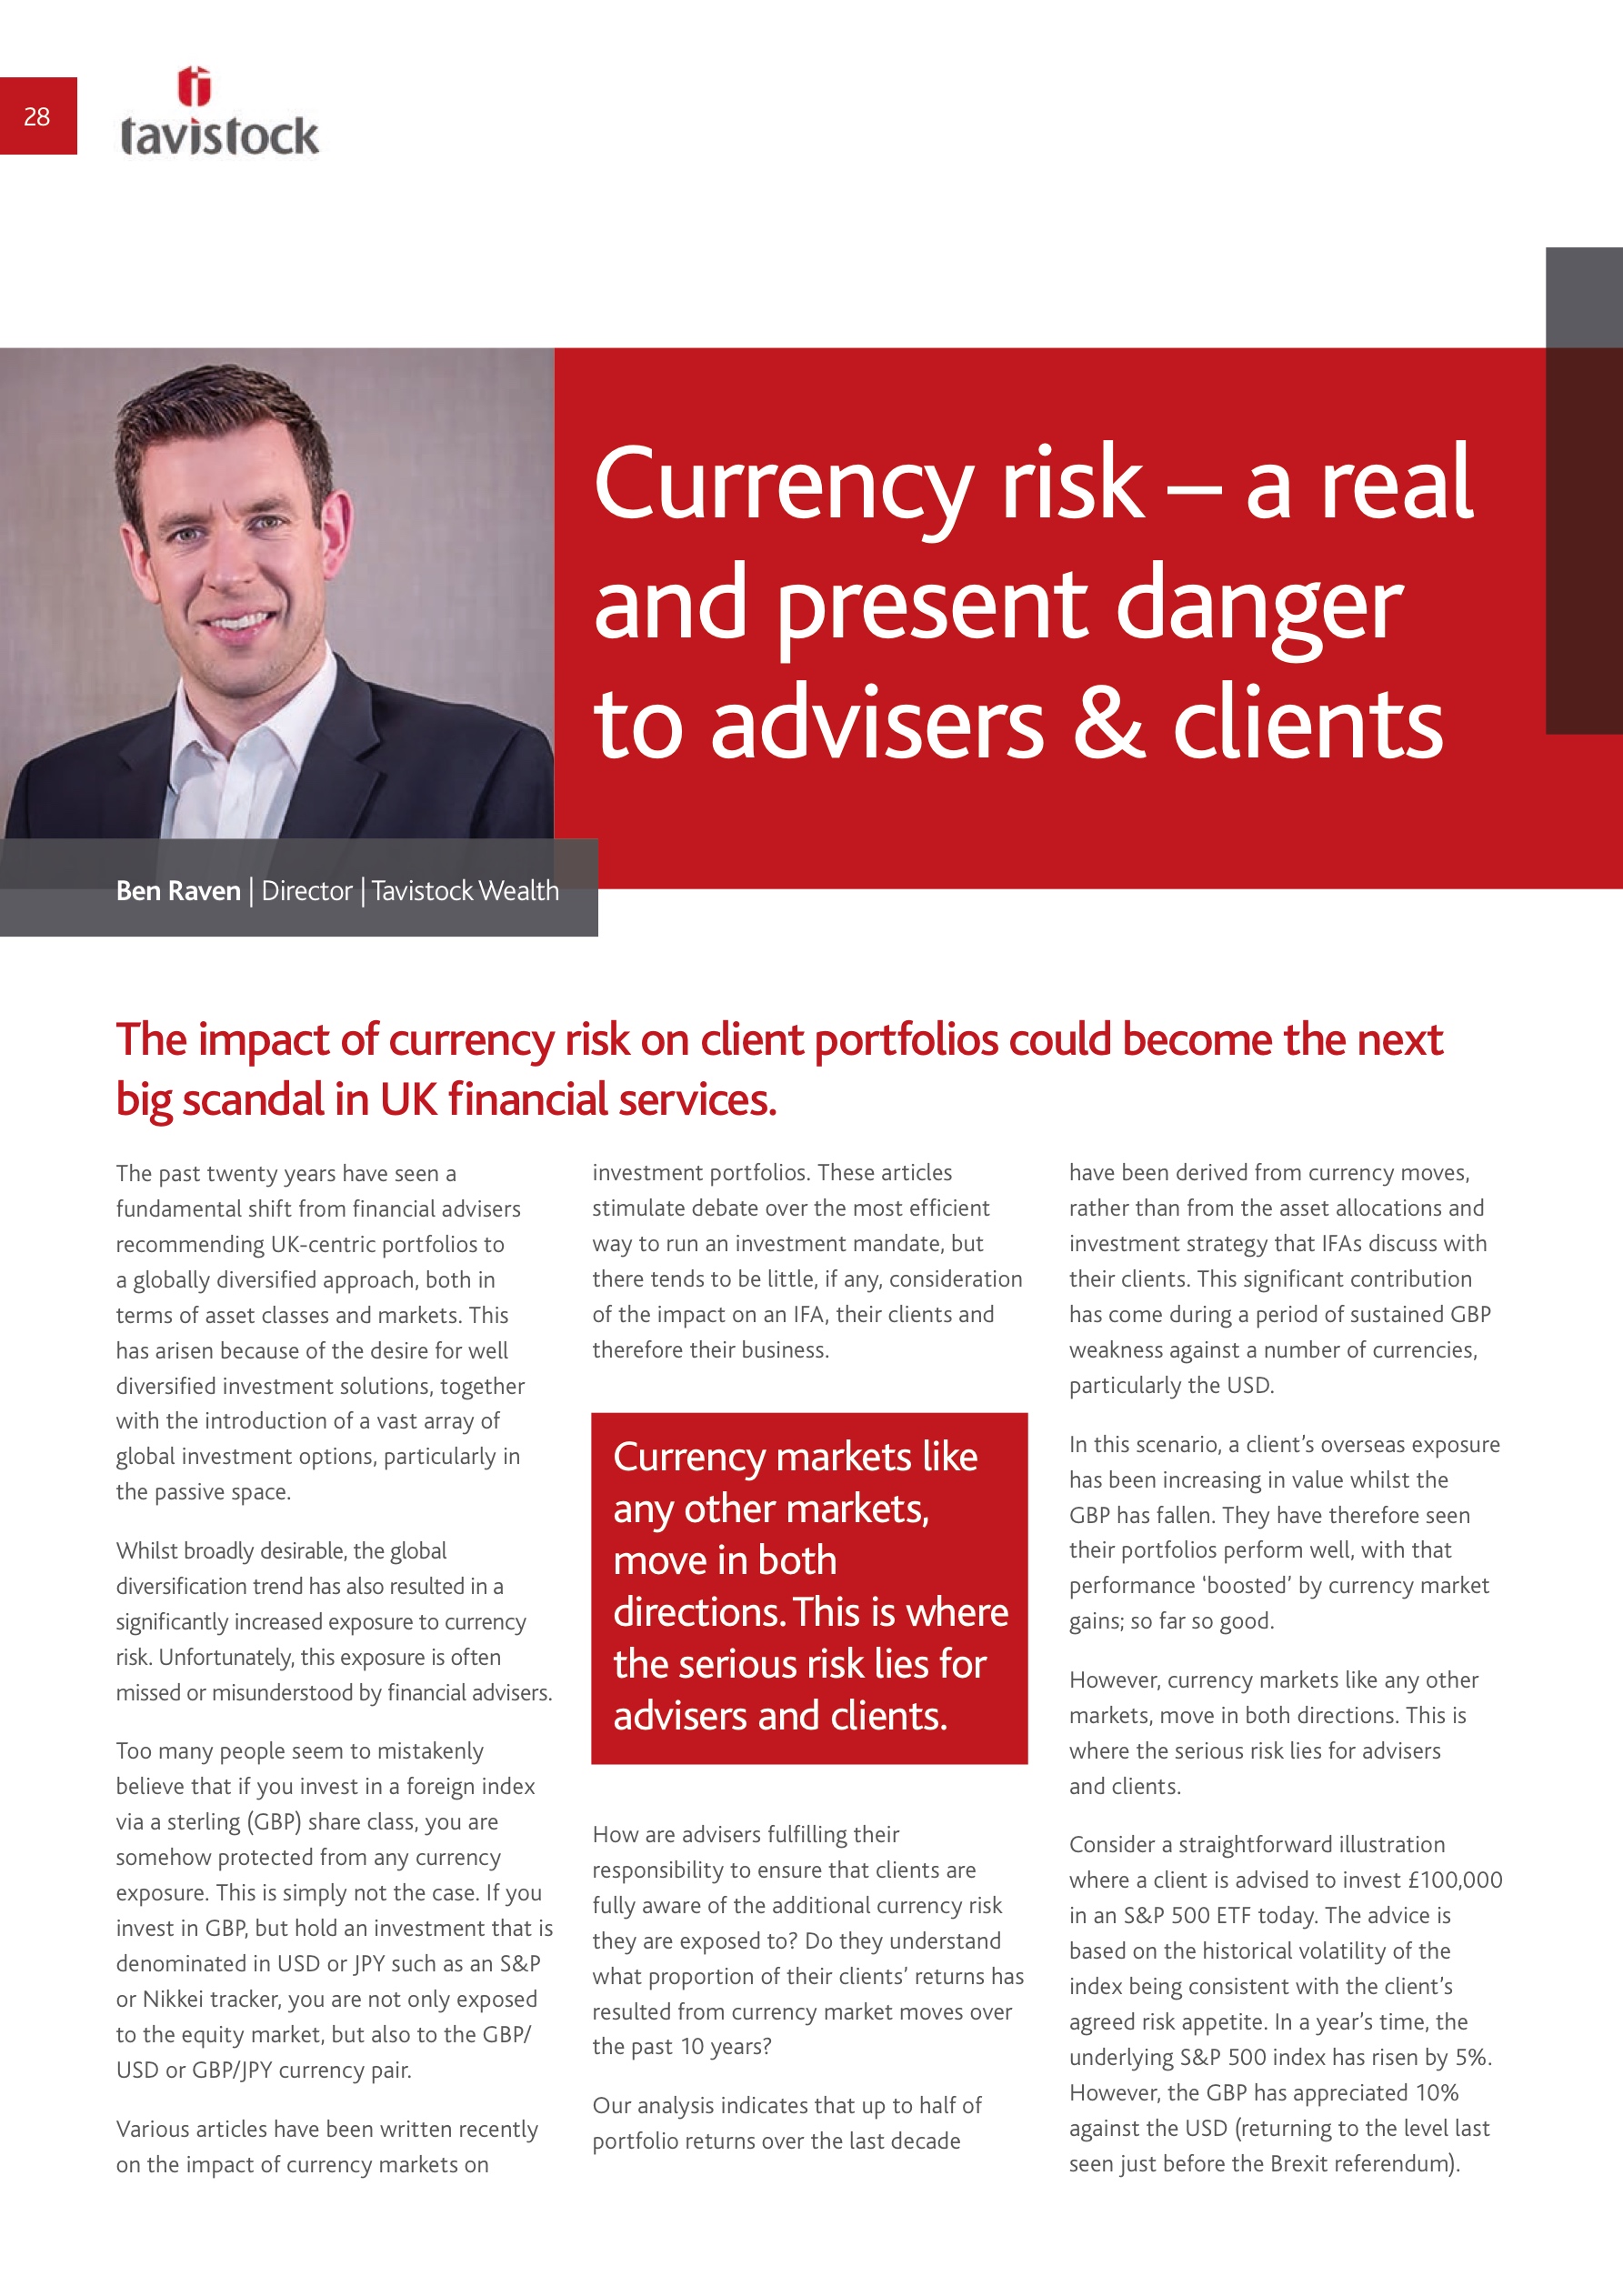 28
tavistock
Currency risk – a real
and present danger
to advisers & clients
Ben Raven | Director | Tavistock Wealth
The impact of currency risk on client portfolios could become the next
big scandal in UK financial services.
The past twenty years have seen a
fundamental shift from financial advisers
recommending UK-centric portfolios to
a globally diversified approach, both in
terms of asset classes and markets. This
has arisen because of the desire for well
diversified investment solutions, together
with the introduction of a vast array of
global investment options, particularly in
the passive space.
Whilst broadly desirable, the global
diversification trend has also resulted in a
significantly increased exposure to currency
risk. Unfortunately, this exposure is often
missed or misunderstood by financial advisers.
Too many people seem to mistakenly
believe that if you invest in a foreign index
via a sterling (GBP) share class, you are
somehow protected from any currency
exposure. This is simply not the case. If you
invest in GBP, but hold an investment that is
denominated in USD or JPY such as an S&P
or Nikkei tracker, you are not only exposed
to the equity market, but also to the GBP/
USD or GBP/JPY currency pair.
Various articles have been written recently
on the impact of currency markets on
investment portfolios. These articles
stimulate debate over the most efficient
way to run an investment mandate, but
there tends to be little, if any, consideration
of the impact on an IFA, their clients and
therefore their business.
Currency markets like
any other markets,
move in both
directions. This is where
the serious risk lies for
advisers and clients.
How are advisers fulfilling their
responsibility to ensure that clients are
fully aware of the additional currency risk
they are exposed to? Do they understand
what proportion of their clients' returns has
resulted from currency market moves over
the past 10 years?
Our analysis indicates that up to half of
portfolio returns over the last decade
have been derived from currency moves,
rather than from the asset allocations and
investment strategy that IFAs discuss with
their clients. This significant contribution
has come during a period of sustained GBP
weakness against a number of currencies,
particularly the USD.
In this scenario, a client's overseas exposure
has been increasing in value whilst the
GBP has fallen. They have therefore seen
their portfolios perform well, with that
performance 'boosted' by currency market
gains; so far so good.
However, currency markets like any other
markets, move in both directions. This is
where the serious risk lies for advisers
and clients.
Consider a straightforward illustration
where a client is advised to invest £100,000
in an S&P 500 ETF today. The advice is
based on the historical volatility of the
index being consistent with the client's
agreed risk appetite. In a year's time, the
underlying S&P 500 index has risen by 5%.
However, the GBP has appreciated 10%
against the USD (returning to the level last
seen just before the Brexit referendum).